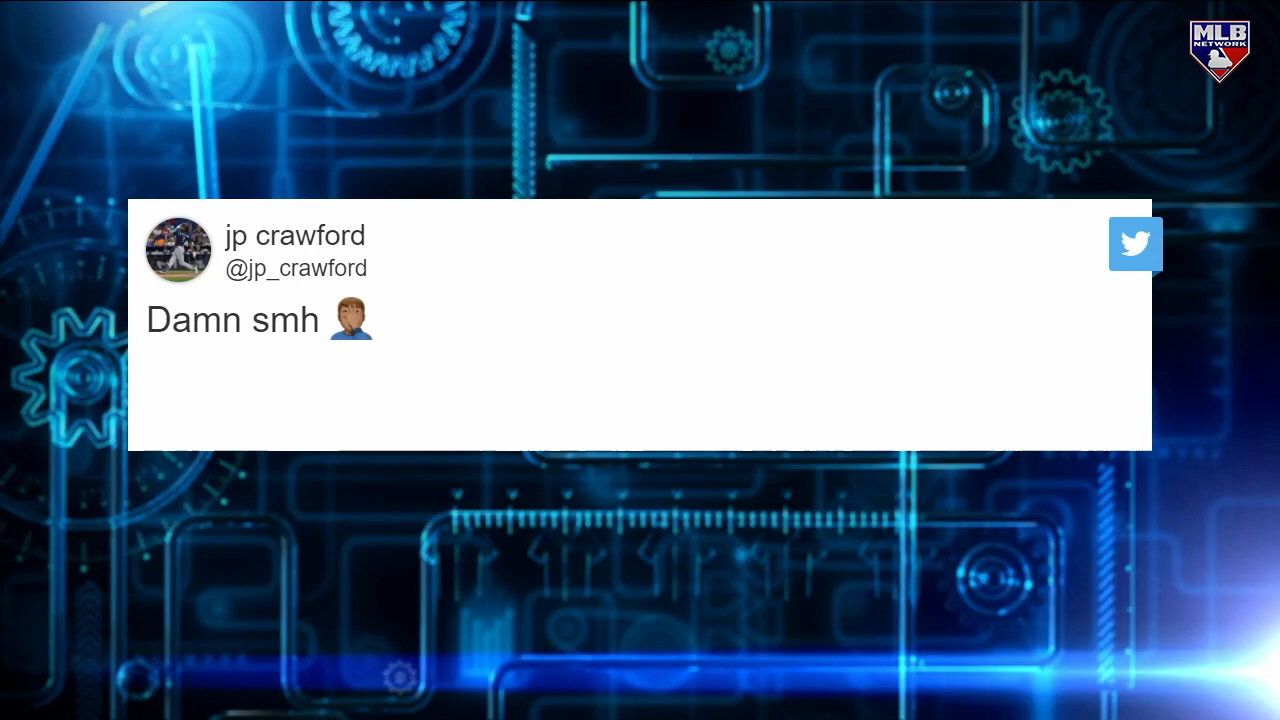 MLB
NETWORK
jp crawford
@jp_crawford
Damn smh 🤦🏾‍♂️